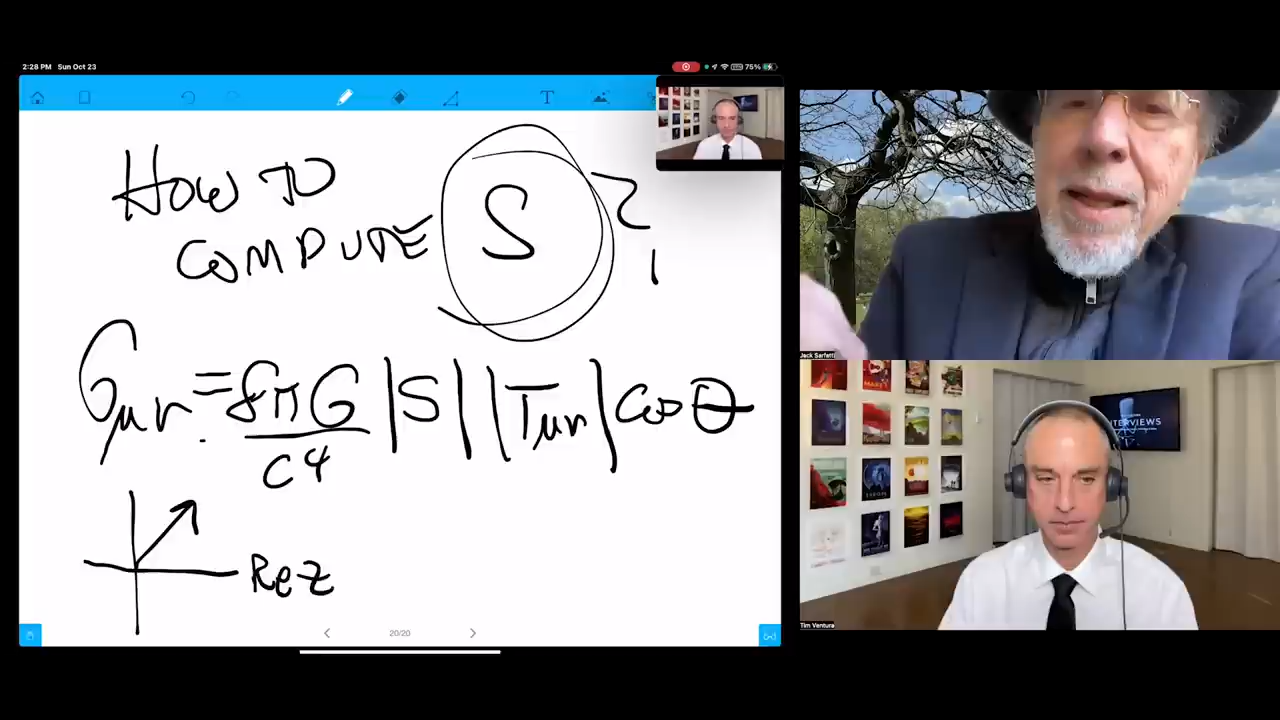 2:28 PM Sun Oct 23
75%
T
HOW TO
COMPUTE S ?
Gμν = 8πG/c4 |S| |Tμν| cos θ
Re z
20/20
Jack Sarfatti
INTERVIEWS
Tim Ventura